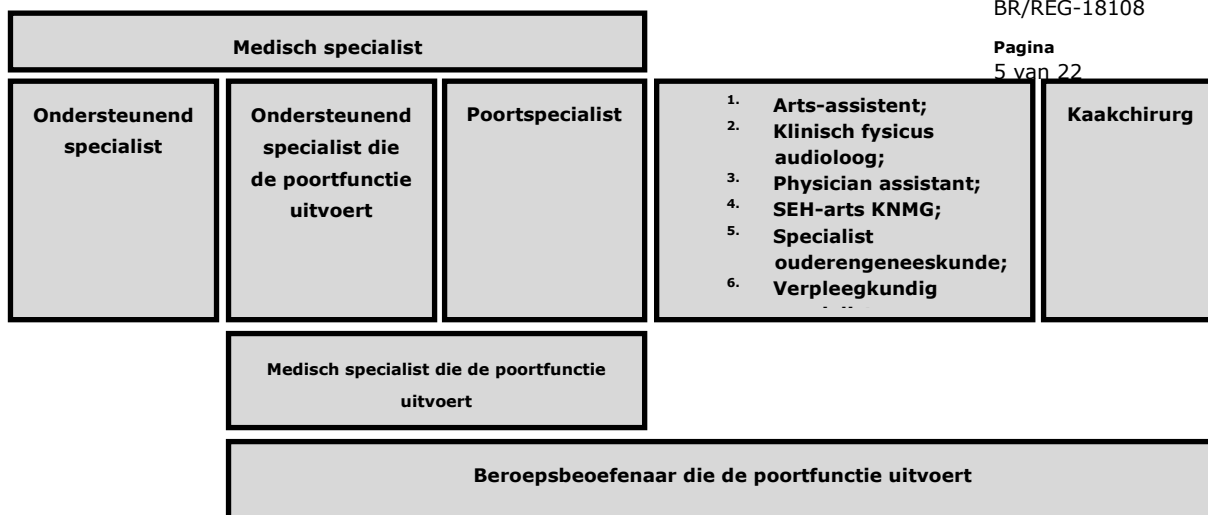 BR/REG-18108
Pagina
5 van 22
Medisch specialist
Ondersteunend
specialist
Ondersteunend
specialist die
de poortfunctie
uitvoert
Poortspecialist
1. Arts-assistent;
2. Klinisch fysicus
audioloog;
3. Physician assistant;
4. SEH-arts KNMG;
5. Specialist
ouderengeneeskunde;
6. Verpleegkundig
Kaakchirurg
Medisch specialist die de poortfunctie
uitvoert
Beroepsbeoefenaar die de poortfunctie uitvoert